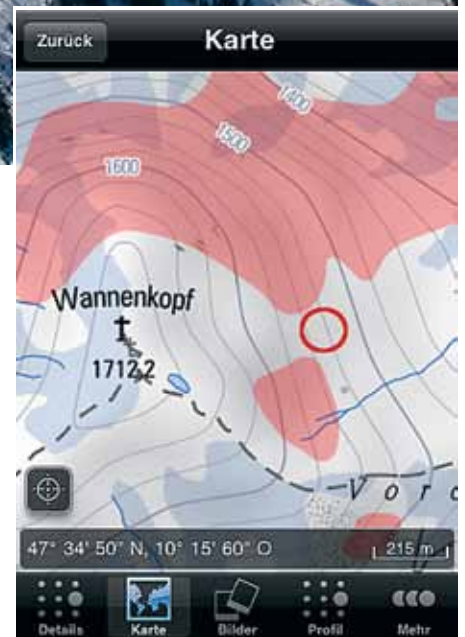 Zurück
Karte
1400
1500
1600
Wannenkopf
1712,2
V o r
47° 34' 50" N, 10° 15' 60" O
215 m
Details
Karte
Bilder
Profil
Mehr